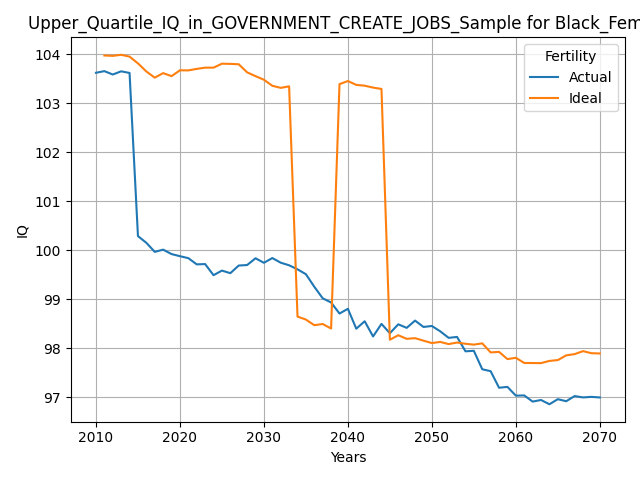 Upper_Quartile_IQ_in_GOVERNMENT_CREATE_JOBS_Sample for Black_Fem
Fertility
Actual
Ideal
104
103
102
101
100
99
98
97
IQ
2010 2020 2030 2040 2050 2060 2070
Years